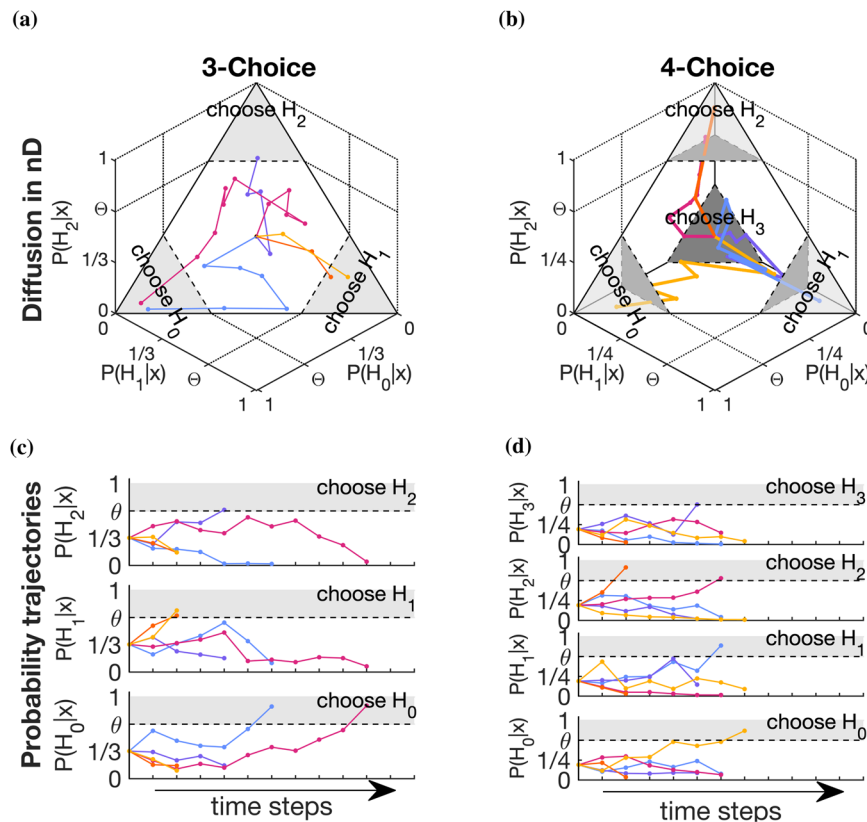 (a)
(b)
3-Choice
4-Choice
Diffusion in nD
choose H2
1
Θ
P(H2|x)
1/3
0
choose H0
choose H1
0
0
1/3
1/3
P(H1|x)
Θ
Θ
P(H0|x)
1
1
choose H2
1
Θ
P(H2|x)
1/4
0
choose H3
choose H0
choose H1
0
0
1/4
1/4
P(H1|x)
Θ
Θ
P(H0|x)
1
1
(c)
(d)
Probability trajectories
P(H2|x)
1
θ
1/3
0
choose H2
P(H1|x)
1
θ
1/3
0
choose H1
P(H0|x)
1
θ
1/3
0
choose H0
time steps
P(H3|x)
1
θ
1/4
0
choose H3
P(H2|x)
1
θ
1/4
0
choose H2
P(H1|x)
1
θ
1/4
0
choose H1
P(H0|x)
1
θ
1/4
0
choose H0
time steps